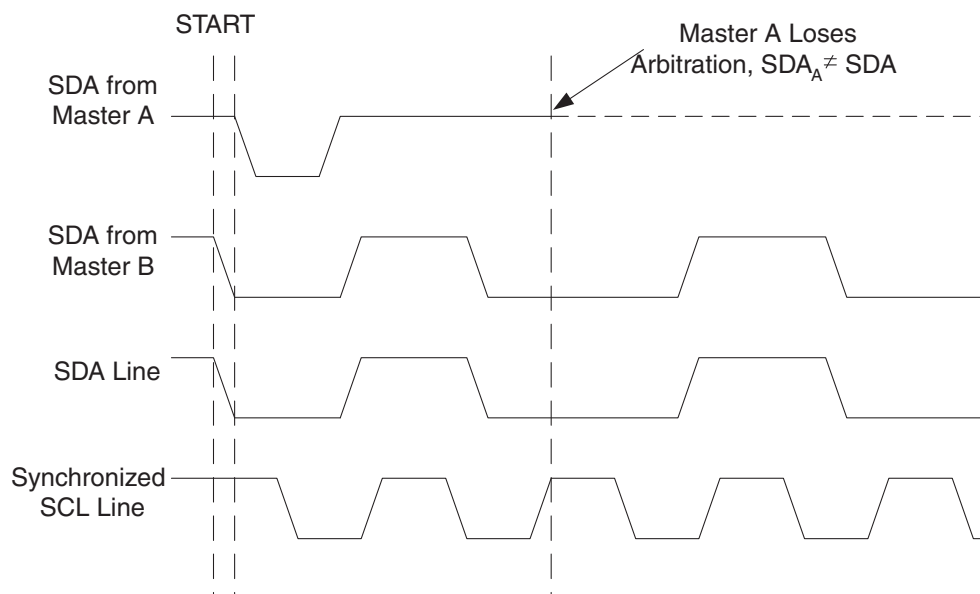 START
Master A Loses
Arbitration, SDA_A ≠ SDA
SDA from
Master A
SDA from
Master B
SDA Line
Synchronized
SCL Line